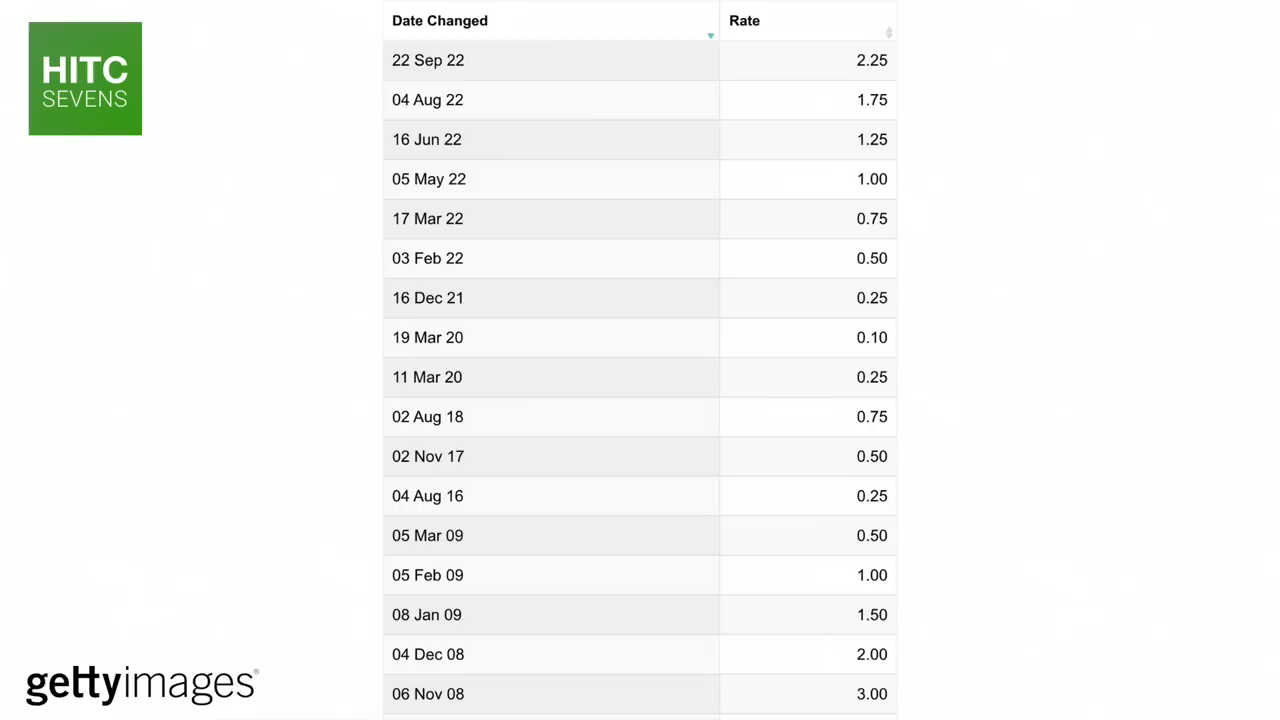 HITC
SEVENS
Date Changed Rate
22 Sep 22 2.25
04 Aug 22 1.75
16 Jun 22 1.25
05 May 22 1.00
17 Mar 22 0.75
03 Feb 22 0.50
16 Dec 21 0.25
19 Mar 20 0.10
11 Mar 20 0.25
02 Aug 18 0.75
02 Nov 17 0.50
04 Aug 16 0.25
05 Mar 09 0.50
05 Feb 09 1.00
08 Jan 09 1.50
04 Dec 08 2.00
06 Nov 08 3.00
gettyimages®